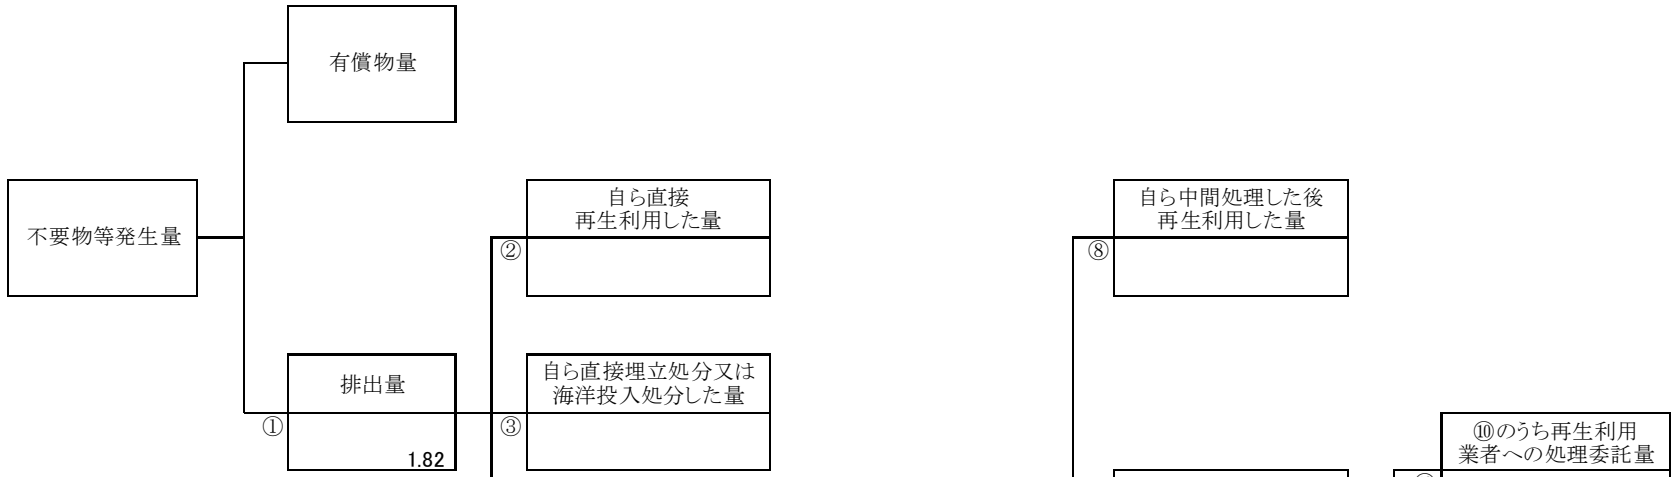 有償物量
不要物等発生量
自ら直接
再生利用した量
②
自ら中間処理した後
再生利用した量
⑧
排出量
①
1.82
自ら直接埋立処分又は
海洋投入処分した量
③
⑩のうち再生利用
業者への処理委託量